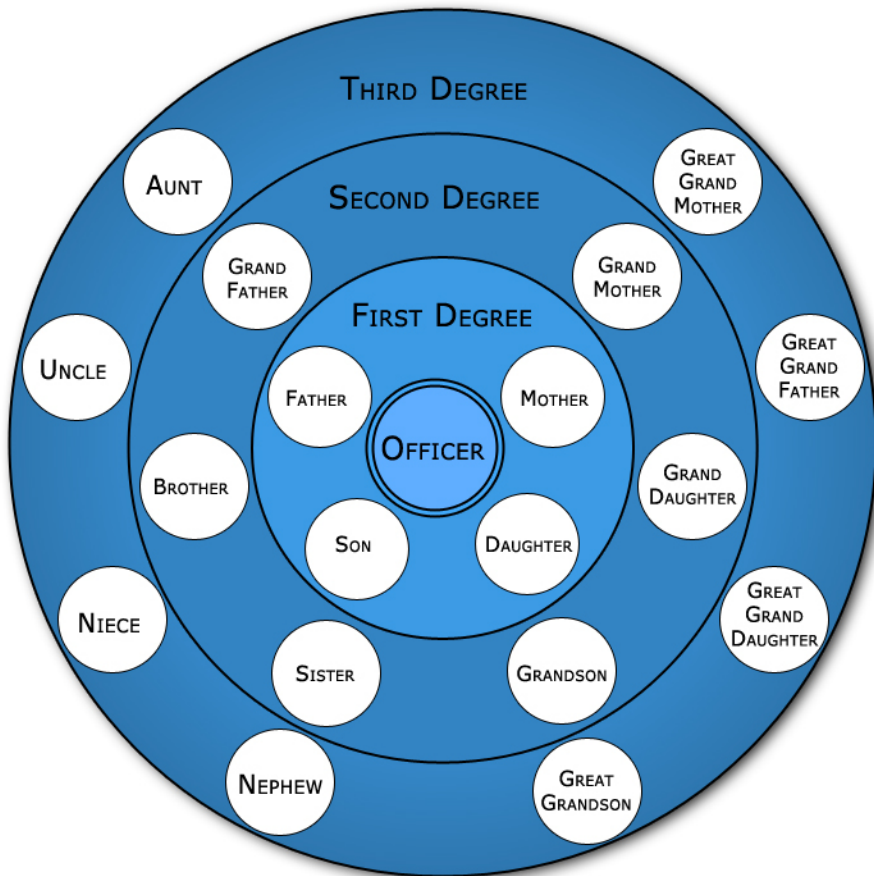 Third Degree
Aunt
Great
Grand
Mother
Second Degree
Grand
Father
Grand
Mother
First Degree
Uncle
Great
Grand
Father
Father
Mother
Officer
Brother
Grand
Daughter
Son
Daughter
Niece
Great
Grand
Daughter
Sister
Grandson
Nephew
Great
Grandson